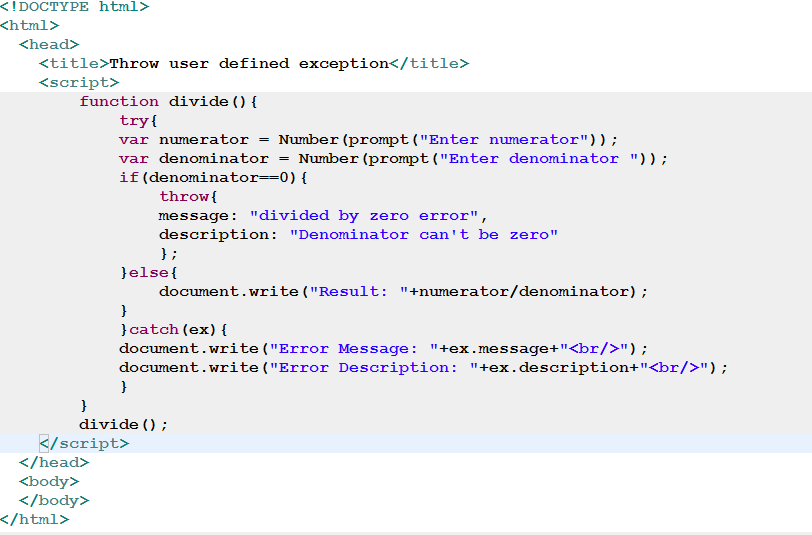 <!DOCTYPE html>
<html>
  <head>
    <title>Throw user defined exception</title>
    <script>
        function divide(){
            try{
            var numerator = Number(prompt("Enter numerator"));
            var denominator = Number(prompt("Enter denominator "));
            if(denominator==0){
                throw{
                message: "divided by zero error",
                description: "Denominator can't be zero"
                };
            }else{
                document.write("Result: "+numerator/denominator);
            }
            }catch(ex){
            document.write("Error Message: "+ex.message+"<br/>");
            document.write("Error Description: "+ex.description+"<br/>");
            }
        }
        divide();
    </script>
  </head>
  <body>
  </body>
</html>